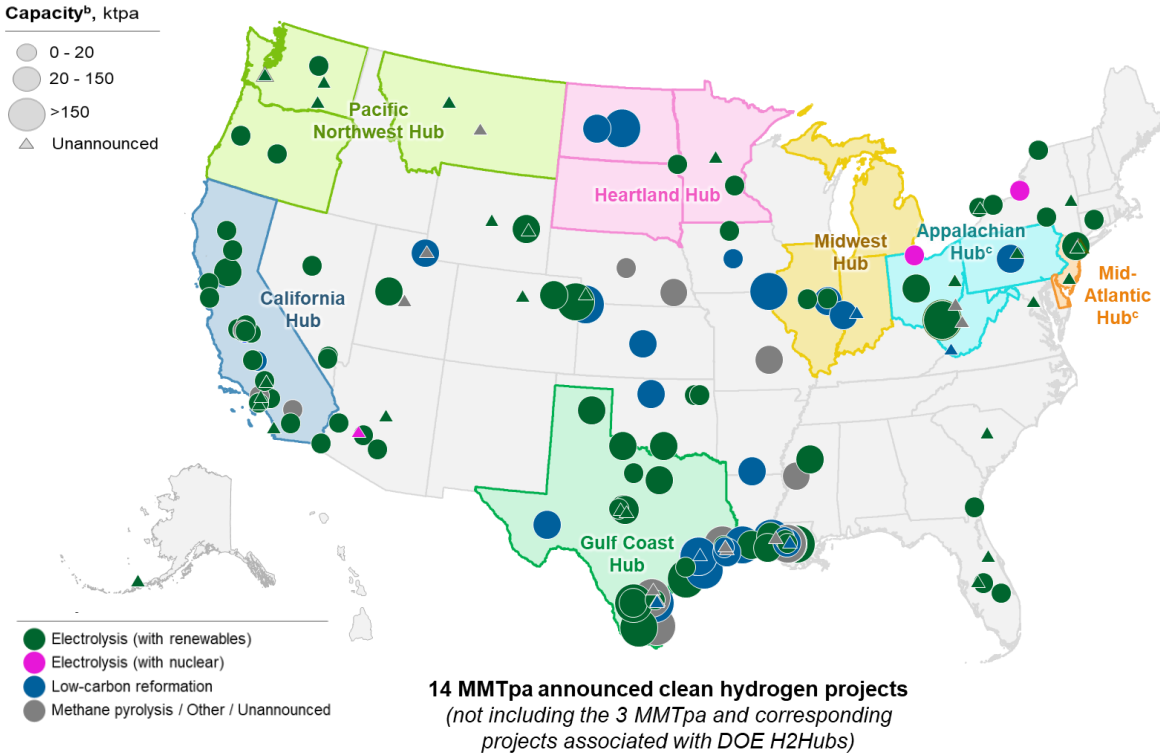 Capacityᵇ, ktpa
0 - 20
20 - 150
>150
Unannounced
Pacific
Northwest Hub
Heartland Hub
Midwest
Hub
Appalachian
Hubᶜ
Mid-
Atlantic
Hubᶜ
California
Hub
Gulf Coast
Hub
Electrolysis (with renewables)
Electrolysis (with nuclear)
Low-carbon reformation
Methane pyrolysis / Other / Unannounced
14 MMTpa announced clean hydrogen projects
(not including the 3 MMTpa and corresponding
projects associated with DOE H2Hubs)